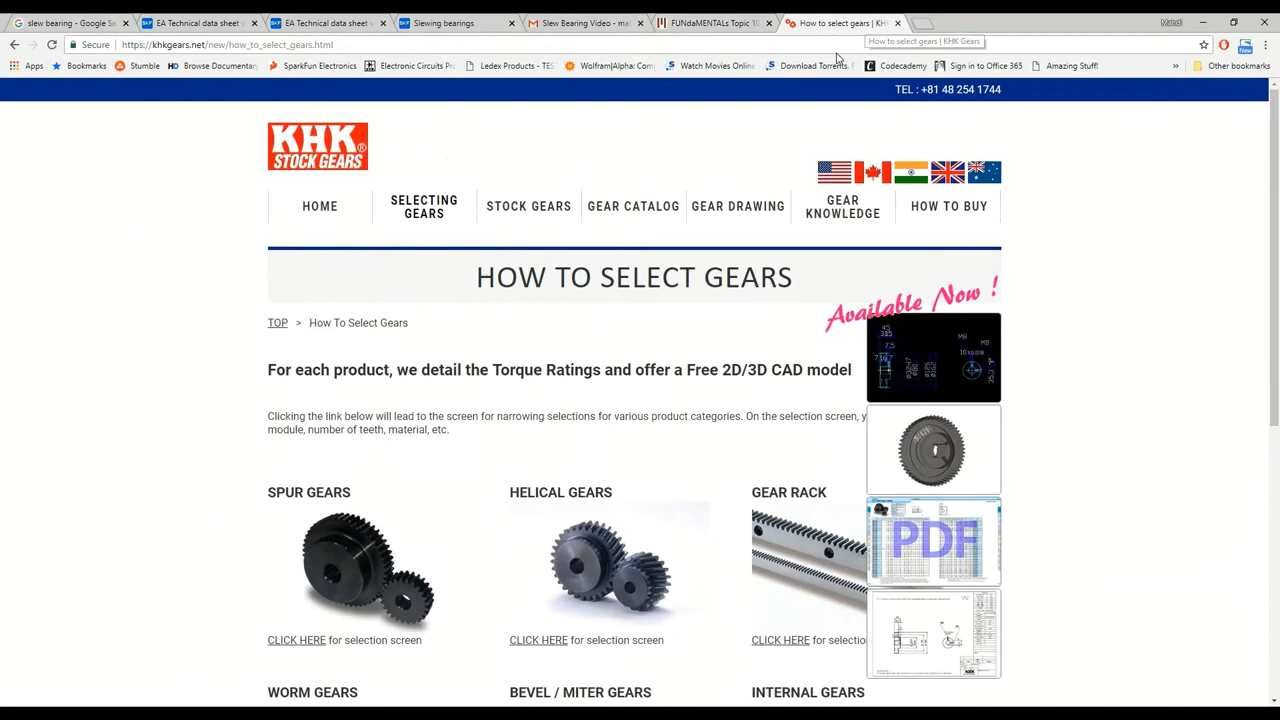 slew bearing - Google Se
EA Technical data sheet v
EA Technical data sheet v
Slewing bearings
Slew Bearing Video - ma
FUNdaMENTALs Topic 10
How to select gears | KH
Mahdi
Secure
https://khkgears.net/new/how_to_select_gears.html
How to select gears | KHK Gears
New
Apps
Bookmarks
Stumble
Browse Documentary
SparkFun Electronics
Electronic Circuits Pro
Ledex Products - TES
Wolfram|Alpha: Com
Watch Movies Online
Download Torrents. F
Codecademy
Sign in to Office 365
Amazing Stuff!
»
Other bookmarks
TEL : +81 48 254 1744
KHK
STOCK GEARS
HOME
SELECTING GEARS
STOCK GEARS
GEAR CATALOG
GEAR DRAWING
GEAR KNOWLEDGE
HOW TO BUY
HOW TO SELECT GEARS
Available Now !
TOP > How To Select Gears
For each product, we detail the Torque Ratings and offer a Free 2D/3D CAD model
Clicking the link below will lead to the screen for narrowing selections for various product categories. On the selection screen, y
module, number of teeth, material, etc.
SPUR GEARS
HELICAL GEARS
GEAR RACK
PDF
CLICK HERE for selection screen
CLICK HERE for selection screen
CLICK HERE for selectio
WORM GEARS
BEVEL / MITER GEARS
INTERNAL GEARS